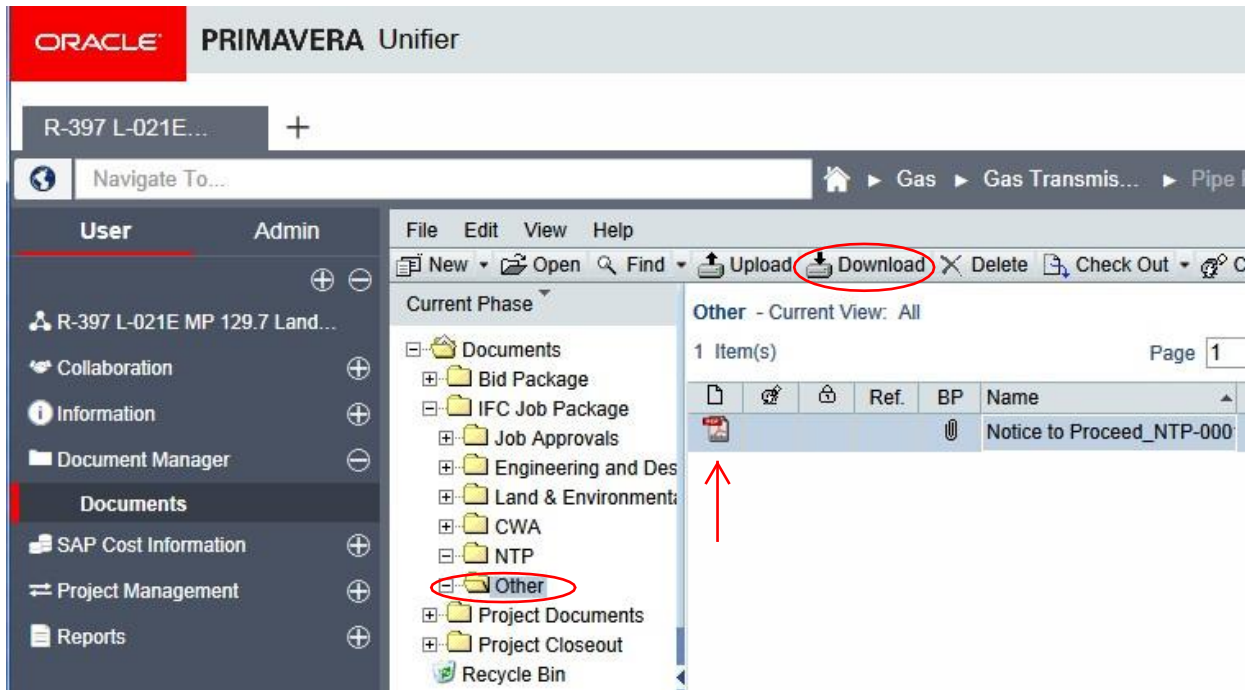 ORACLE PRIMAVERA Unifier
R-397 L-021E... +
Navigate To... Gas Gas Transmis... Pipe
User Admin
R-397 L-021E MP 129.7 Land...
Collaboration
Information
Document Manager
Documents
SAP Cost Information
Project Management
Reports
File Edit View Help
New Open Find Upload Download Delete Check Out C
Current Phase
Documents
Bid Package
IFC Job Package
Job Approvals
Engineering and Des
Land & Environmenta
CWA
NTP
Other
Project Documents
Project Closeout
Recycle Bin
Other - Current View: All
1 Item(s) Page 1
Ref. BP Name
Notice to Proceed_NTP-000